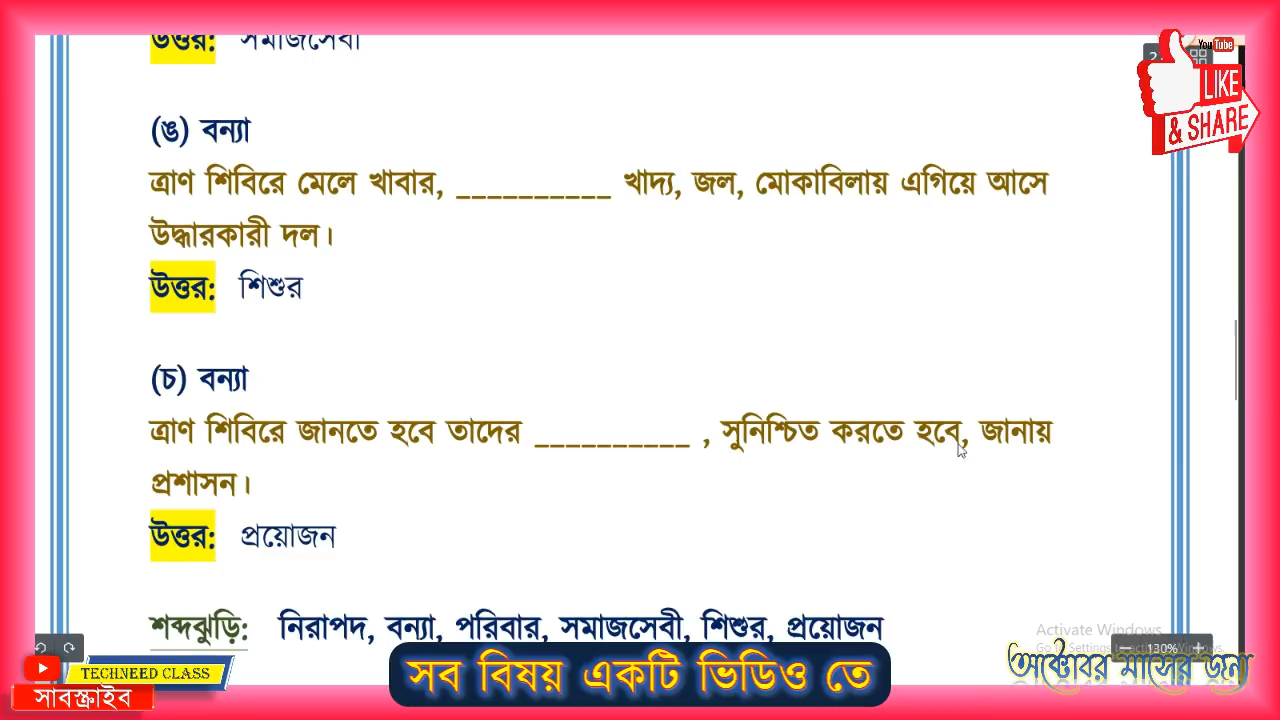 উত্তর: সমাজসেবী
(ঙ) বন্যা
ত্রাণ শিবিরে মেলে খাবার, __________ খাদ্য, জল, মোকাবিলায় এগিয়ে আসে
উদ্ধারকারী দল।
উত্তর: শিশুর
(চ) বন্যা
ত্রাণ শিবিরে জানতে হবে তাদের __________ , সুনিশ্চিত করতে হবে, জানায়
প্রশাসন।
উত্তর: প্রয়োজন
শব্দঝুড়ি: নিরাপদ, বন্যা, পরিবার, সমাজসেবী, শিশুর, প্রয়োজন
YouTube
LIKE
& SHARE
Activate Windows
130%
TECHNEED CLASS
সাবস্ক্রাইব
সব বিষয় একটি ভিডিও তে
অক্টোবর মাসের জন্য